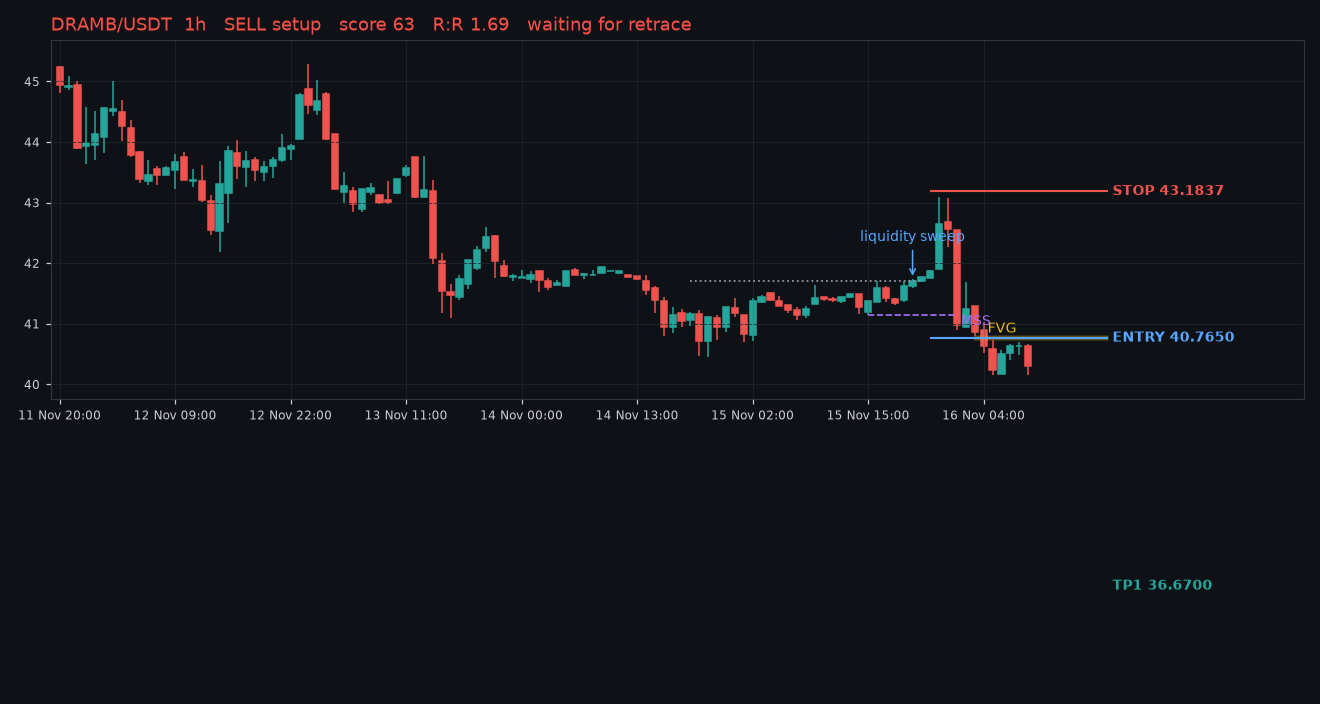 DRAMB/USDT 1h SELL setup score 63 R:R 1.69 waiting for retrace
45
44
43
42
41
40
STOP 43.1837
liquidity sweep
MSS
FVG
ENTRY 40.7650
11 Nov 20:00 12 Nov 09:00 12 Nov 22:00 13 Nov 11:00 14 Nov 00:00 14 Nov 13:00 15 Nov 02:00 15 Nov 15:00 16 Nov 04:00
TP1 36.6700